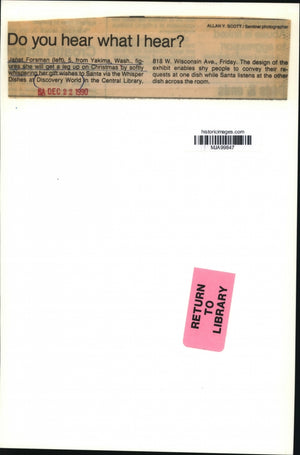 ALLAN Y. SCOTT / Sentinel photographer
Do you hear what I hear?
Janet Forsman (left), 5, from Yakima, Wash., fig-
ures she will get a leg up on Christmas by softly
whispering her gift wishes to Santa via the Whisper
Dishes at Discovery World in the Central Library,
818 W. Wisconsin Ave., Friday. The design of the
exhibit enables shy people to convey their re-
quests at one dish while Santa listens at the other
dish across the room.
SA DEC 22 1990
historicimages.com
MJA99847
RETURN
TO
LIBRARY